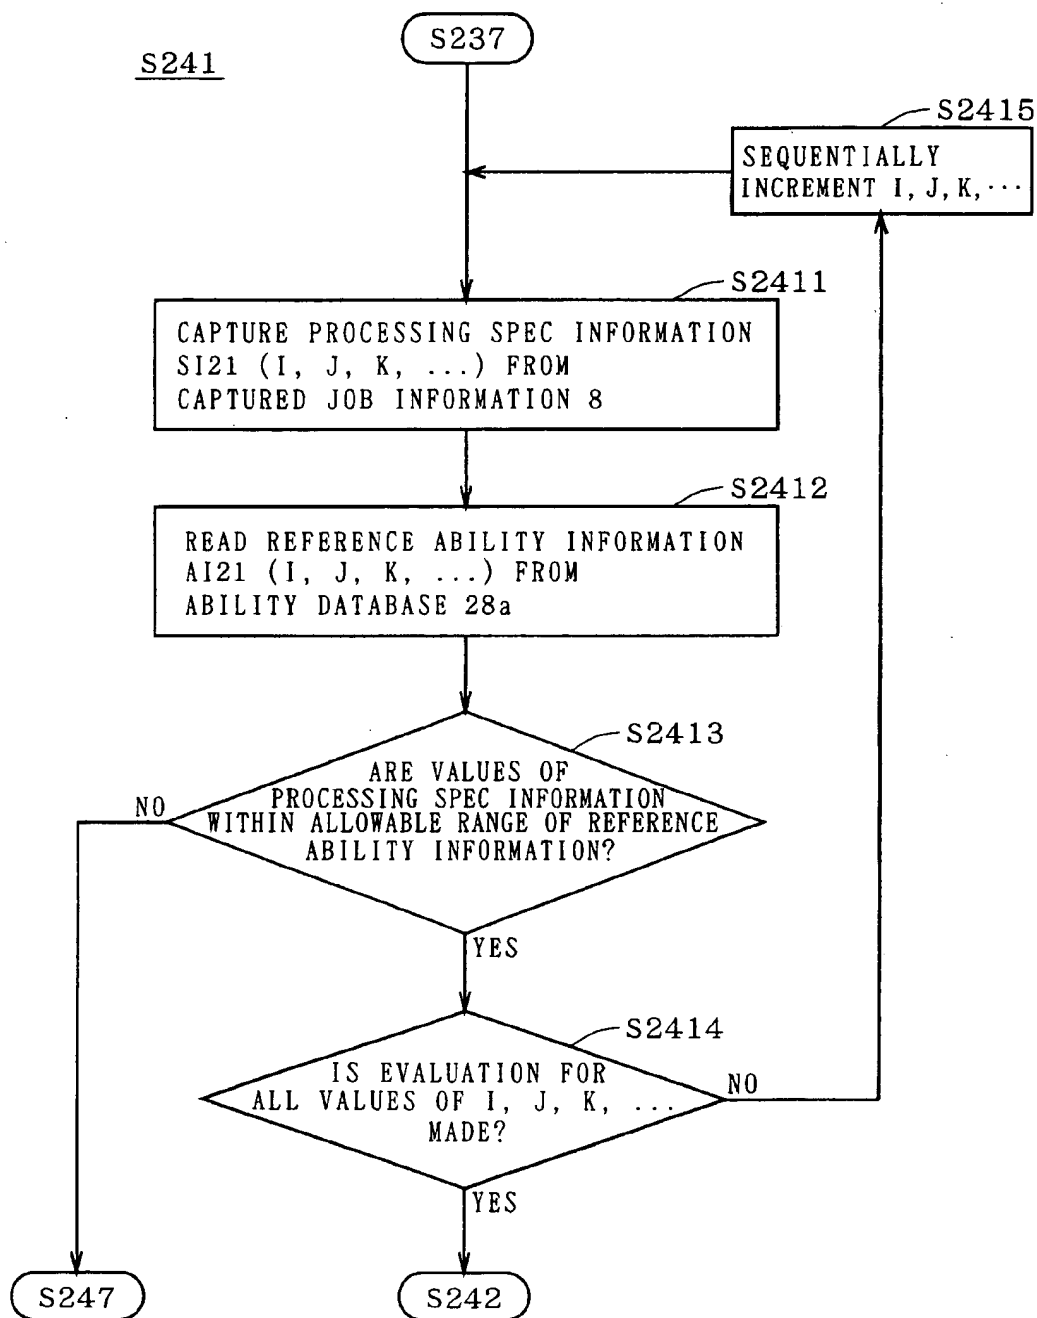 S237
S241
S2415
SEQUENTIALLY
INCREMENT I, J, K, ···
S2411
CAPTURE PROCESSING SPEC INFORMATION
SI21 (I, J, K, ...) FROM
CAPTURED JOB INFORMATION 8
S2412
READ REFERENCE ABILITY INFORMATION
AI21 (I, J, K, ...) FROM
ABILITY DATABASE 28a
S2413
ARE VALUES OF
PROCESSING SPEC INFORMATION
WITHIN ALLOWABLE RANGE OF REFERENCE
ABILITY INFORMATION?
NO
YES
S2414
IS EVALUATION FOR
ALL VALUES OF I, J, K, ...
MADE?
NO
YES
S247
S242